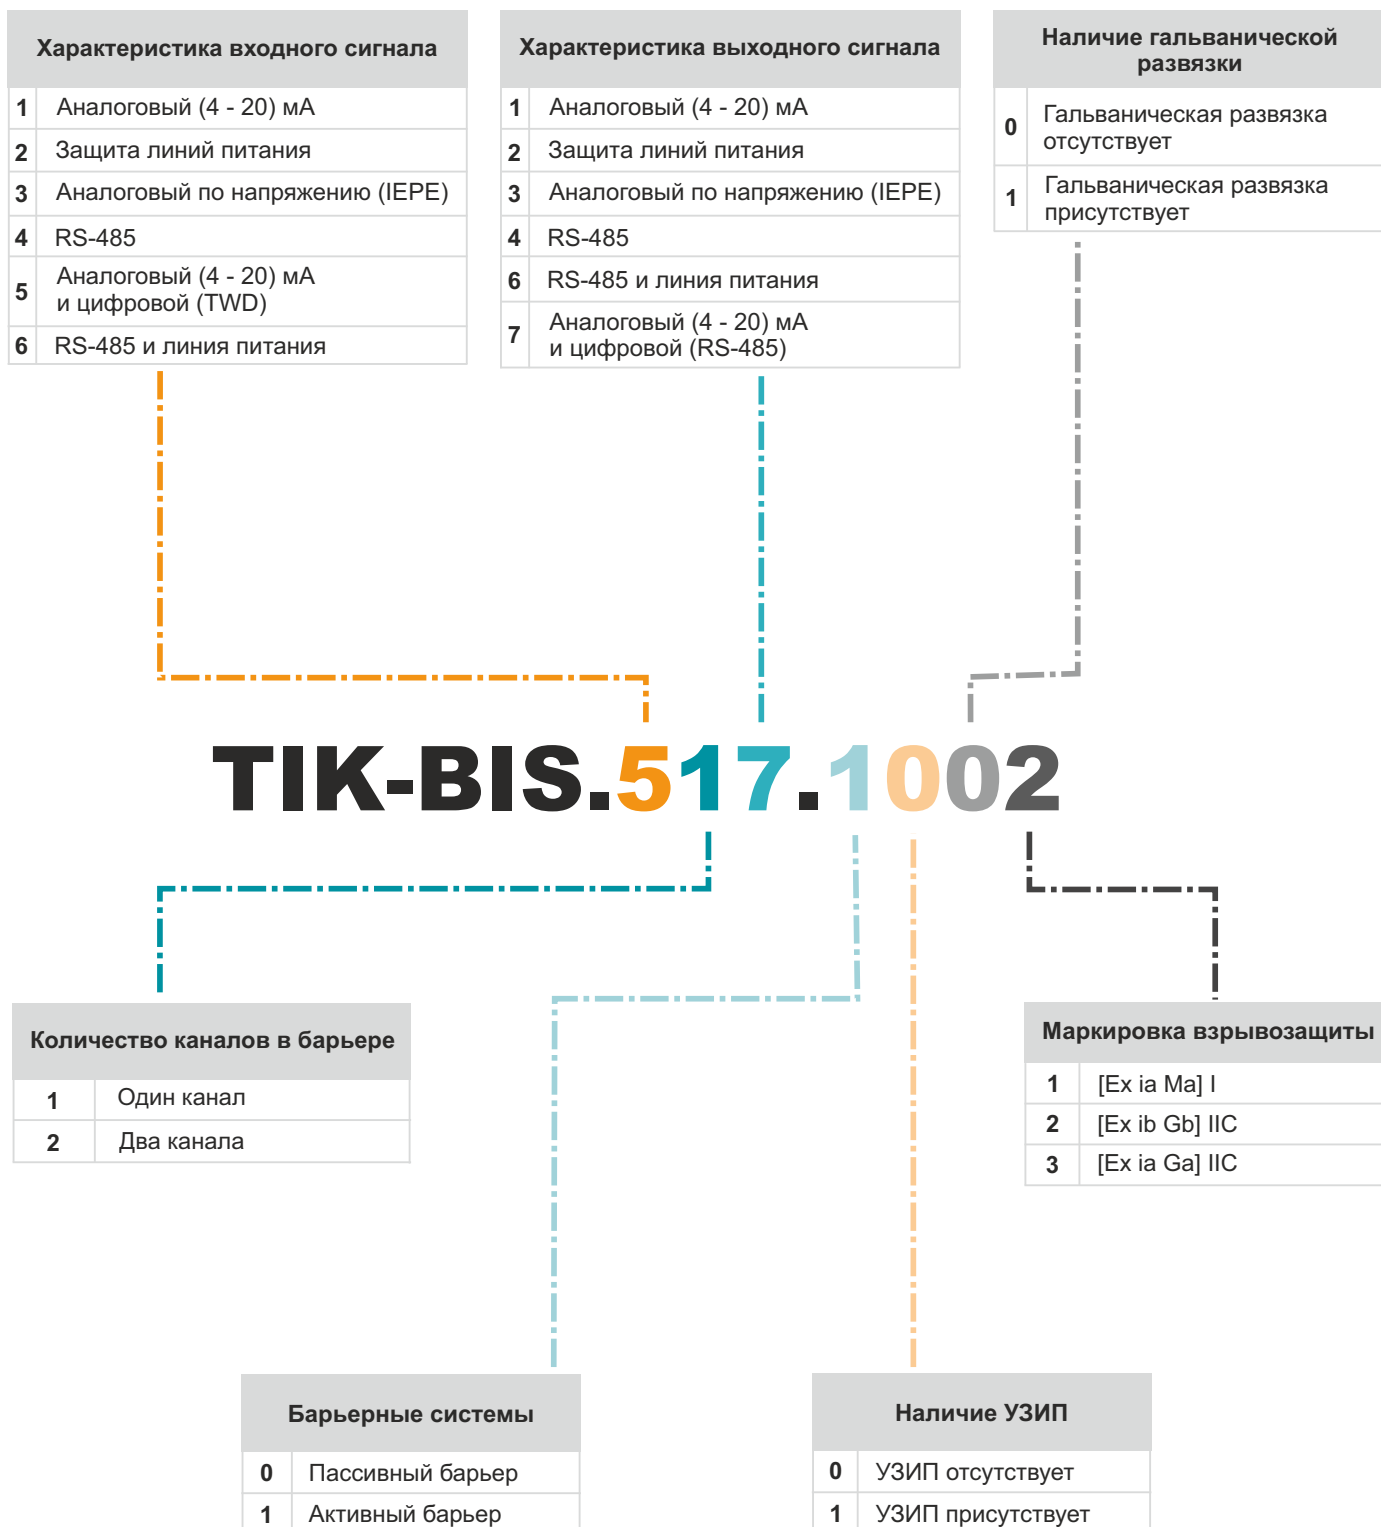 Характеристика входного сигнала
1 Аналоговый (4 - 20) мА
2 Защита линий питания
3 Аналоговый по напряжению (IEPE)
4 RS-485
5 Аналоговый (4 - 20) мА
и цифровой (TWD)
6 RS-485 и линия питания
Характеристика выходного сигнала
1 Аналоговый (4 - 20) мА
2 Защита линий питания
3 Аналоговый по напряжению (IEPE)
4 RS-485
6 RS-485 и линия питания
7 Аналоговый (4 - 20) мА
и цифровой (RS-485)
Наличие гальванической
развязки
0 Гальваническая развязка
отсутствует
1 Гальваническая развязка
присутствует
TIK-BIS.517.1002
Количество каналов в барьере
1 Один канал
2 Два канала
Маркировка взрывозащиты
1 [Ex ia Ma] I
2 [Ex ib Gb] IIC
3 [Ex ia Ga] IIC
Барьерные системы
0 Пассивный барьер
1 Активный барьер
Наличие УЗИП
0 УЗИП отсутствует
1 УЗИП присутствует